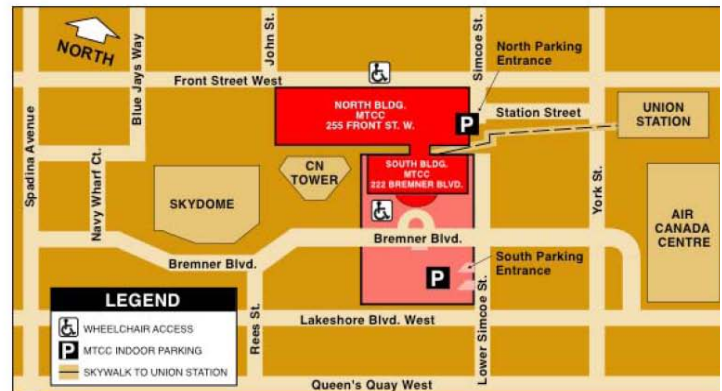 NORTH
Spadina Avenue
Blue Jays Way
John St.
Simcoe St.
North Parking
Entrance
Front Street West
NORTH BLDG.
MTCC
255 FRONT ST. W.
P
Station Street
UNION
STATION
Navy Wharf Ct.
CN
TOWER
SOUTH BLDG.
MTCC
222 BREMNER BLVD.
York St.
SKYDOME
AIR
CANADA
CENTRE
Bremner Blvd.
Bremner Blvd.
South Parking
Entrance
P
LEGEND
WHEELCHAIR ACCESS
P MTCC INDOOR PARKING
SKYWALK TO UNION STATION
Rees St.
Lakeshore Blvd. West
Lower Simcoe St.
Queen's Quay West